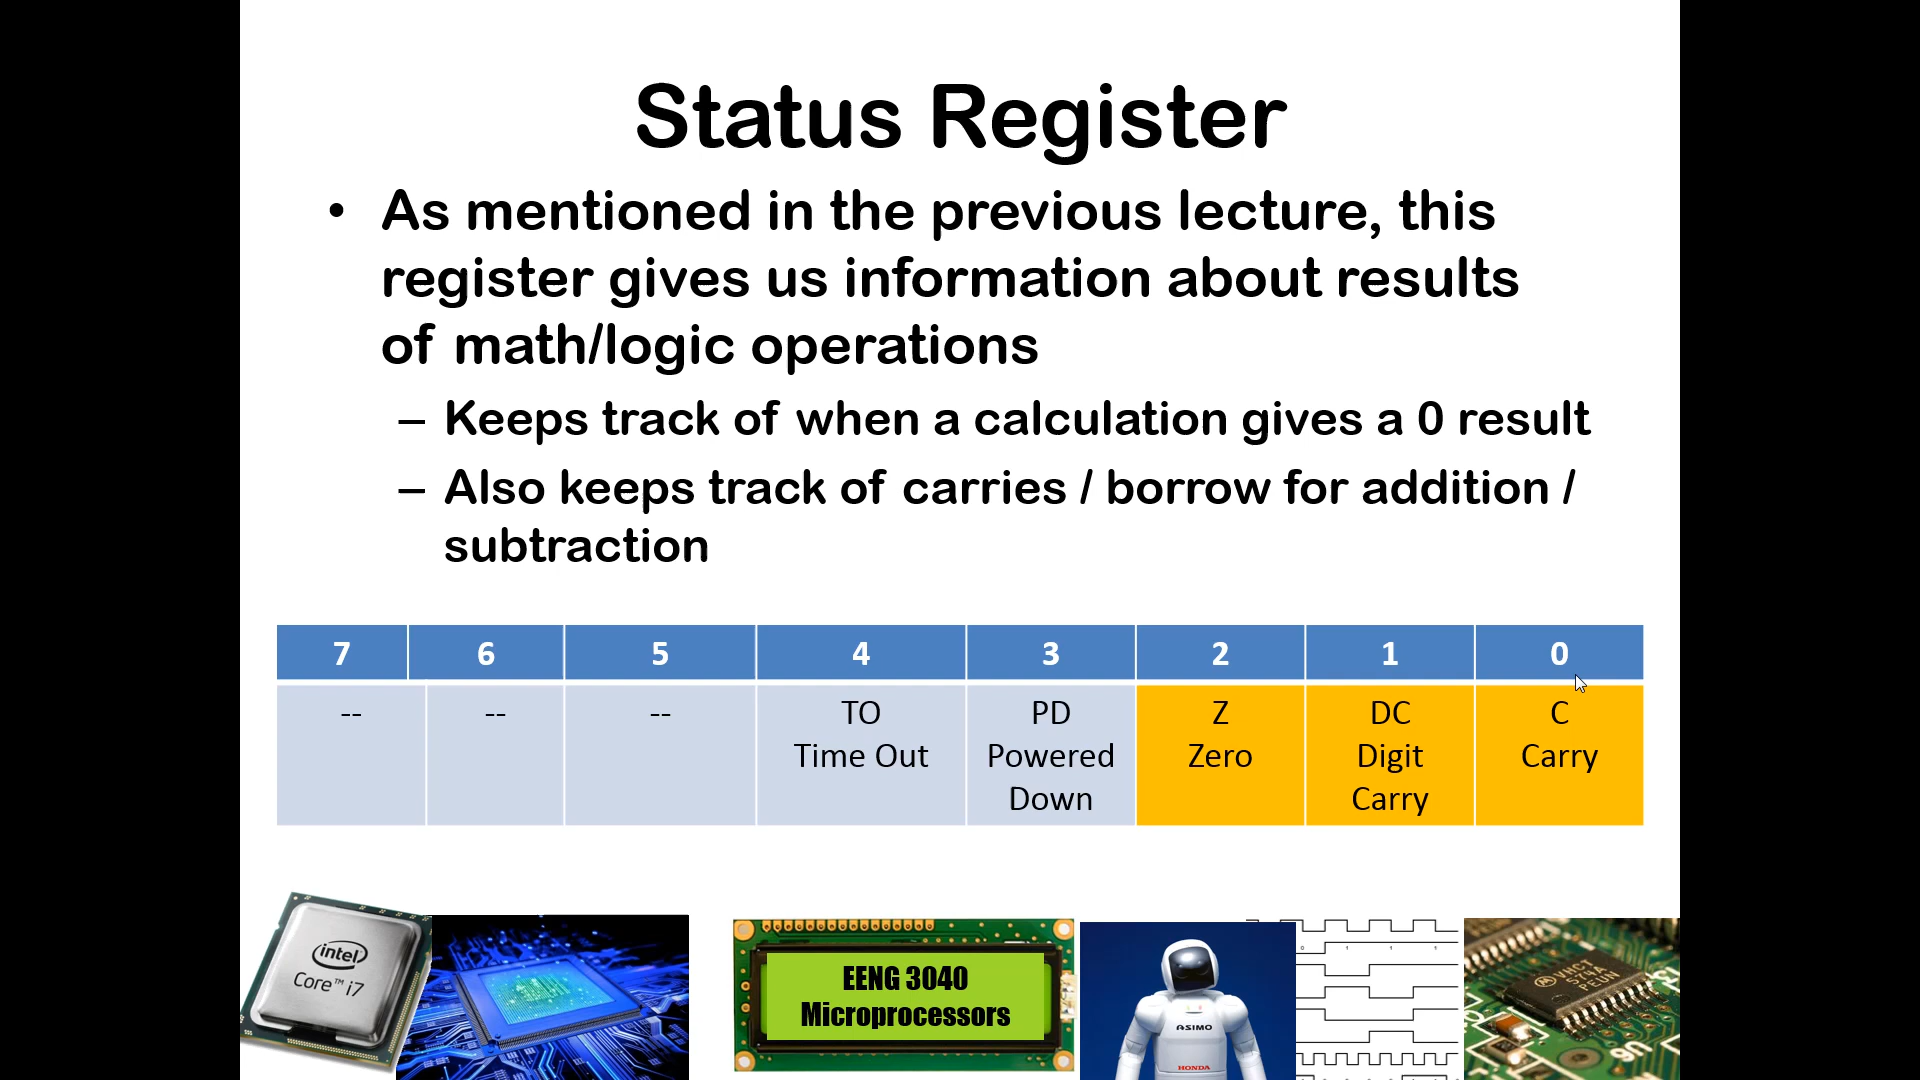 Status Register
• As mentioned in the previous lecture, this
register gives us information about results
of math/logic operations
– Keeps track of when a calculation gives a 0 result
– Also keeps track of carries / borrow for addition /
subtraction
7 6 5 4 3 2 1 0
-- -- -- TO PD Z DC C
Time Out Powered Zero Digit Carry
Down Carry
intel
Core™ i7
EENG 3040
Microprocessors
ASIMO
HONDA
VHCT
541A